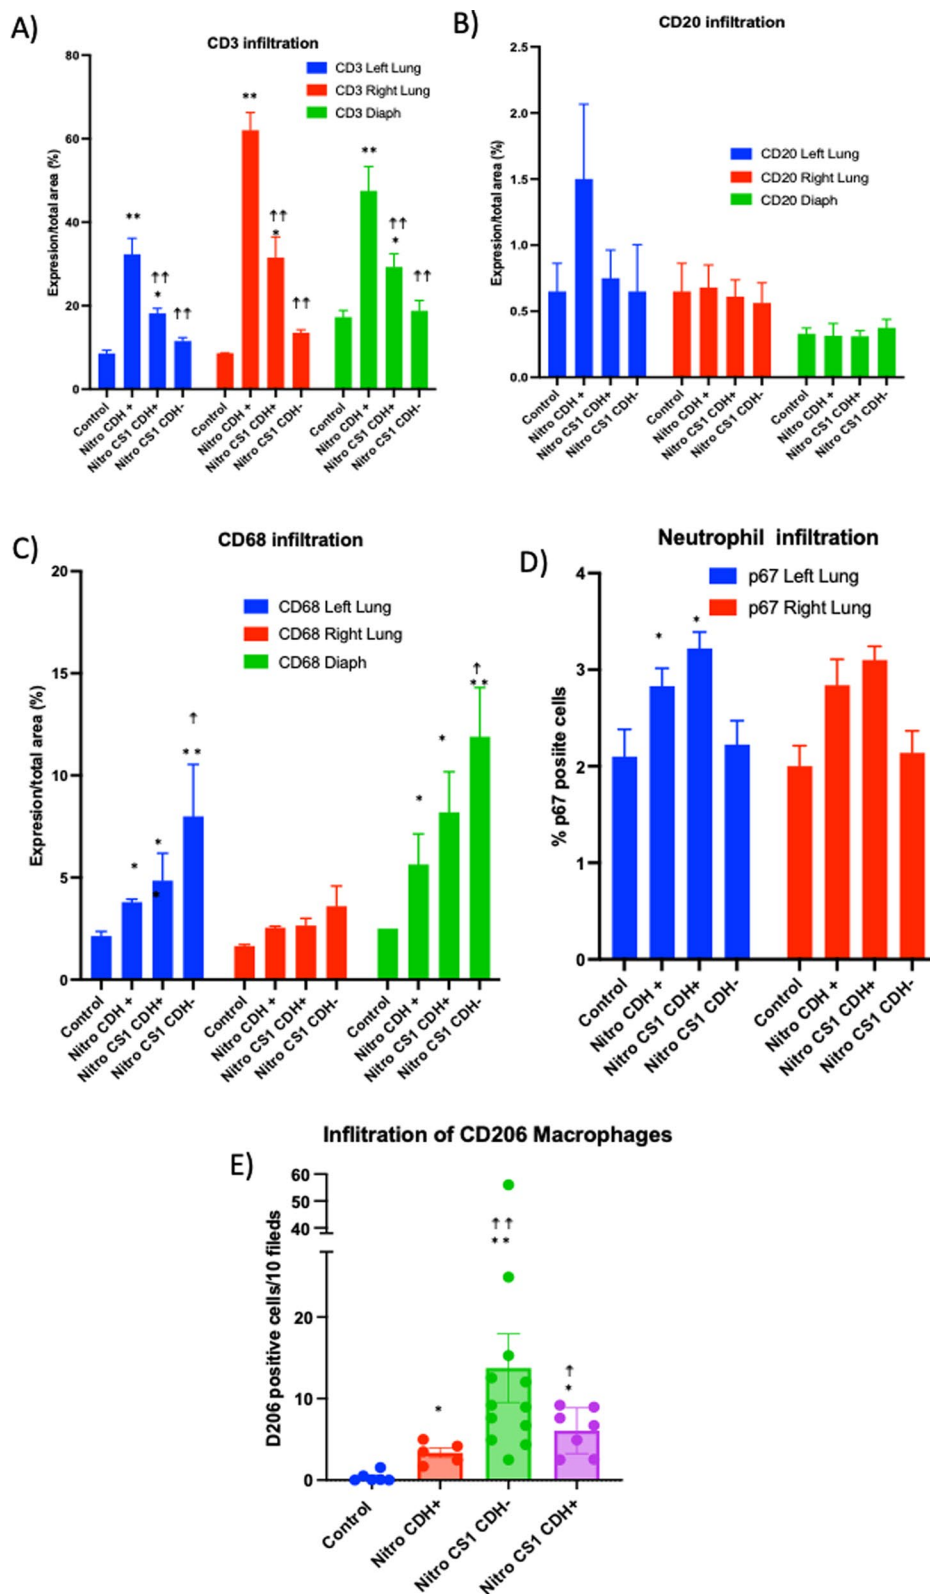 A)
CD3 infiltration
CD3 Left Lung
CD3 Right Lung
CD3 Diaph
Expresion/total area (%)
80
60
40
20
0
** ↑↑ * ↑↑
** ↑↑ * ↑↑
** ↑↑ * ↑↑
Control
Nitro CDH +
Nitro CS1 CDH+
Nitro CS1 CDH-
Control
Nitro CDH +
Nitro CS1 CDH+
Nitro CS1 CDH-
Control
Nitro CDH +
Nitro CS1 CDH+
Nitro CS1 CDH-
B)
CD20 infiltration
CD20 Left Lung
CD20 Right Lung
CD20 Diaph
Expresion/total area (%)
2.5
2.0
1.5
1.0
0.5
0.0
Control
Nitro CDH +
Nitro CS1 CDH+
Nitro CS1 CDH-
Control
Nitro CDH +
Nitro CS1 CDH+
Nitro CS1 CDH-
Control
Nitro CDH +
Nitro CS1 CDH+
Nitro CS1 CDH-
C)
CD68 infiltration
CD68 Left Lung
CD68 Right Lung
CD68 Diaph
Expresion/total area (%)
20
15
10
5
0
* * * ↑ **
* * ↑ **
Control
Nitro CDH +
Nitro CS1 CDH+
Nitro CS1 CDH-
Control
Nitro CDH +
Nitro CS1 CDH+
Nitro CS1 CDH-
Control
Nitro CDH +
Nitro CS1 CDH+
Nitro CS1 CDH-
D)
Neutrophil infiltration
p67 Left Lung
p67 Right Lung
% p67 posiite cells
4
3
2
1
0
* *
Control
Nitro CDH +
Nitro CS1 CDH+
Nitro CS1 CDH-
Control
Nitro CDH +
Nitro CS1 CDH+
Nitro CS1 CDH-
E)
Inflitration of CD206 Macrophages
D206 positive cells/10 fileds
60
50
40
20
10
0
*
↑↑
**
↑
*
Control
Nitro CDH+
Nitro CS1 CDH-
Nitro CS1 CDH+